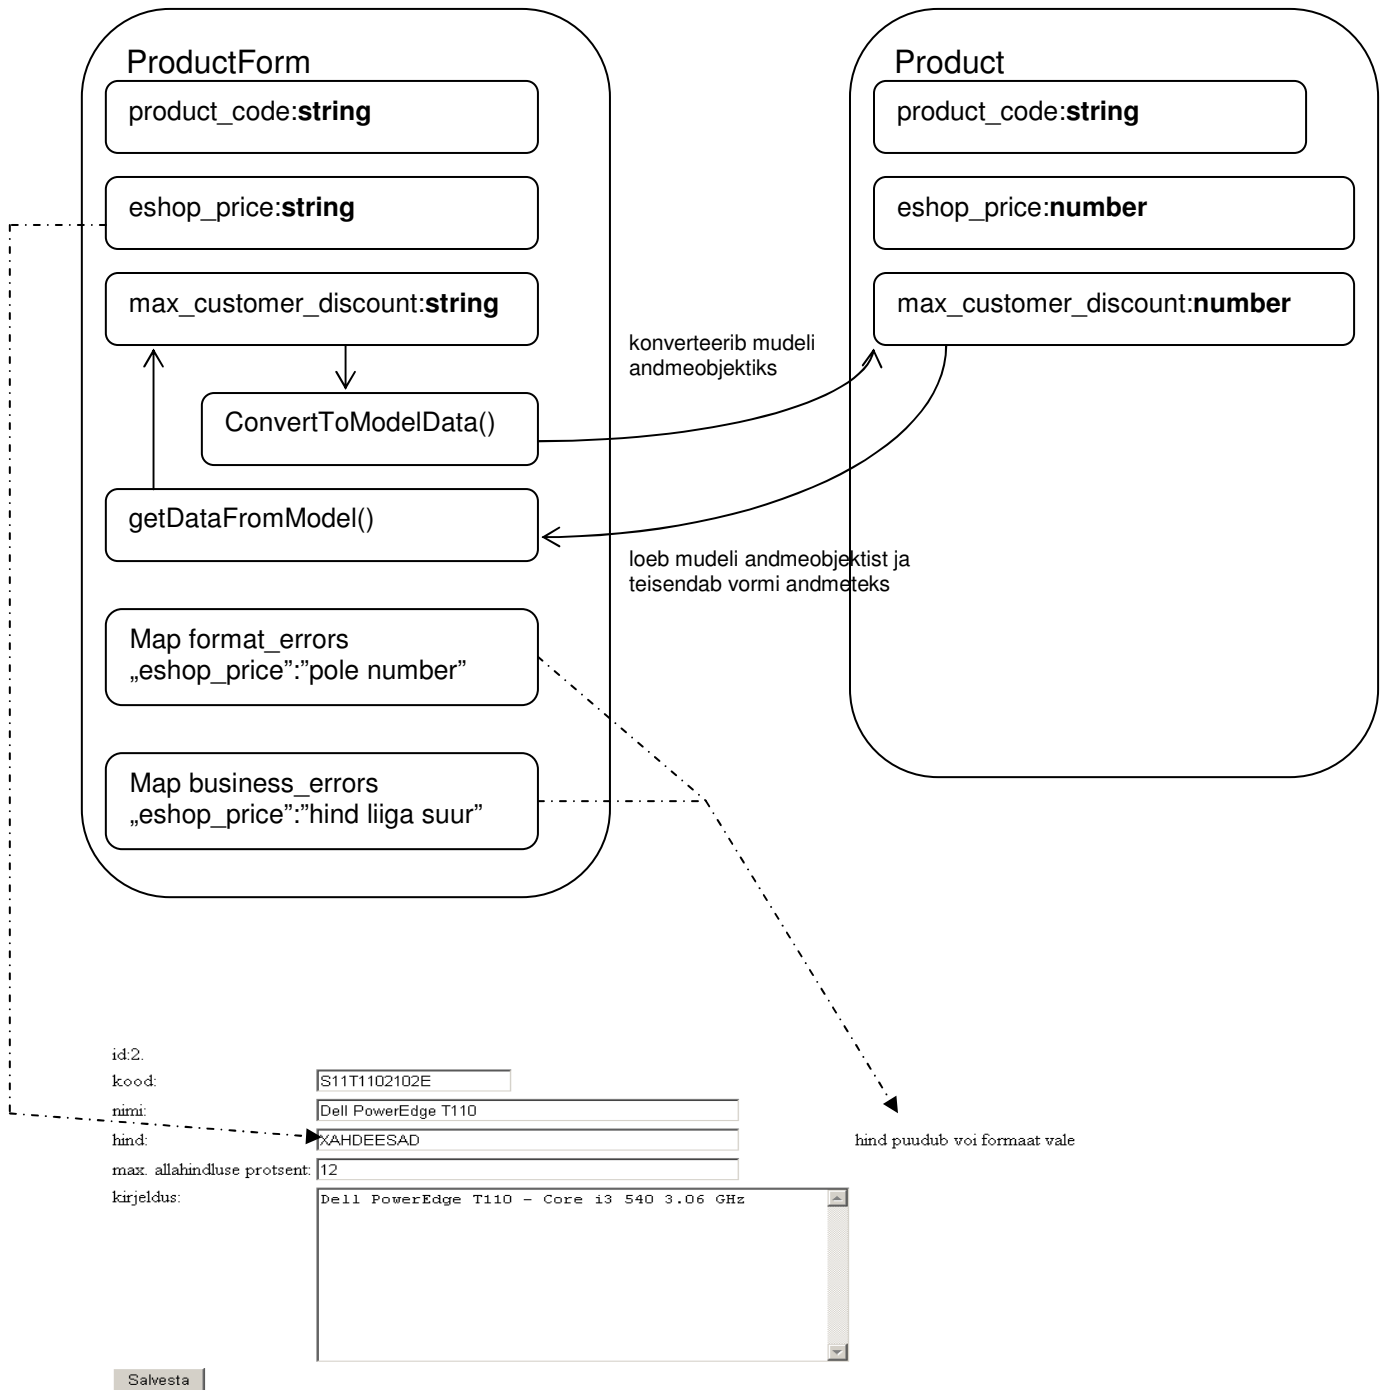 ProductForm
product_code:string
eshop_price:string
max_customer_discount:string
ConvertToModelData()
getDataFromModel()
Map format_errors
„eshop_price”:”pole number”
Map business_errors
„eshop_price”:”hind liiga suur”
konverteerib mudeli
andmeobjektiks
loeb mudeli andmeobjektist ja
teisendab vormi andmeteks
Product
product_code:string
eshop_price:number
max_customer_discount:number
id:2.
kood: S11T1102102E
nimi: Dell PowerEdge T110
hind: XAHDEESAD hind puudub voi formaat vale
max. allahindluse protsent: 12
kirjeldus: Dell PowerEdge T110 - Core i3 540 3.06 GHz
Salvesta